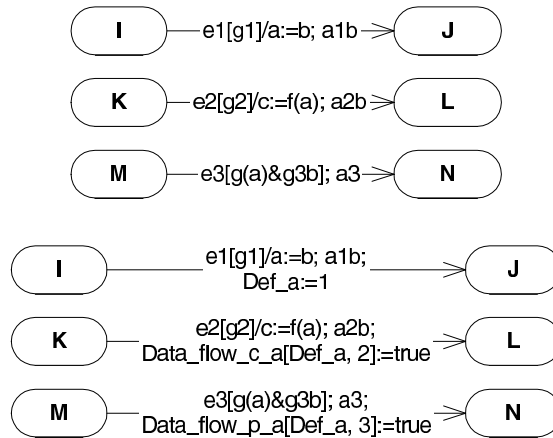 I e1[g1]/a:=b; a1b J
K e2[g2]/c:=f(a); a2b L
M e3[g(a)&g3b]; a3 N
I e1[g1]/a:=b; a1b; J
Def_a:=1
K e2[g2]/c:=f(a); a2b; L
Data_flow_c_a[Def_a, 2]:=true
M e3[g(a)&g3b]; a3; N
Data_flow_p_a[Def_a, 3]:=true